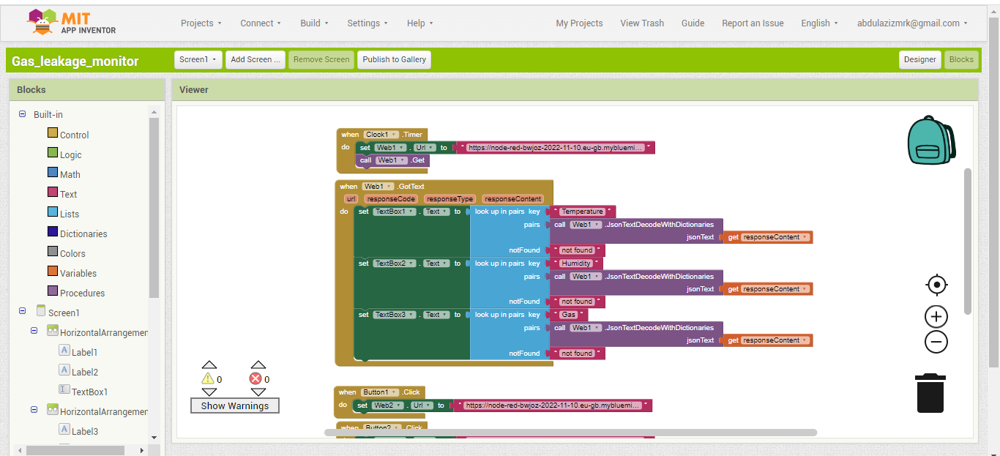 MIT
APP INVENTOR
Projects Connect Build Settings Help My Projects View Trash Guide Report an Issue English abdulazizmrk@gmail.com
Gas_leakage_monitor Screen1 Add Screen ... Remove Screen Publish to Gallery Designer Blocks
Blocks Viewer
Built-in
Control
Logic
Math
Text
Lists
Dictionaries
Colors
Variables
Procedures
Screen1
HorizontalArrangemen
Label1
Label2
TextBox1
HorizontalArrangemen
Label3
when Clock1 .Timer
do set Web1 . Url to " https://node-red-bwjoz-2022-11-10.eu-gb.mybluemi... "
call Web1 .Get
when Web1 .GotText
url responseCode responseType responseContent
do set TextBox1 . Text to look up in pairs key " Temperature "
pairs call Web1 .JsonTextDecodeWithDictionaries
jsonText get responseContent
notFound " not found "
set TextBox2 . Text to look up in pairs key " Humidity "
pairs call Web1 .JsonTextDecodeWithDictionaries
jsonText get responseContent
notFound " not found "
set TextBox3 . Text to look up in pairs key " Gas "
pairs call Web1 .JsonTextDecodeWithDictionaries
jsonText get responseContent
notFound " not found "
when Button1 .Click
do set Web2 . Url to " https://node-red-bwjoz-2022-11-10.eu-gb.mybluemi... "
when Button2 .Click
0 0
Show Warnings